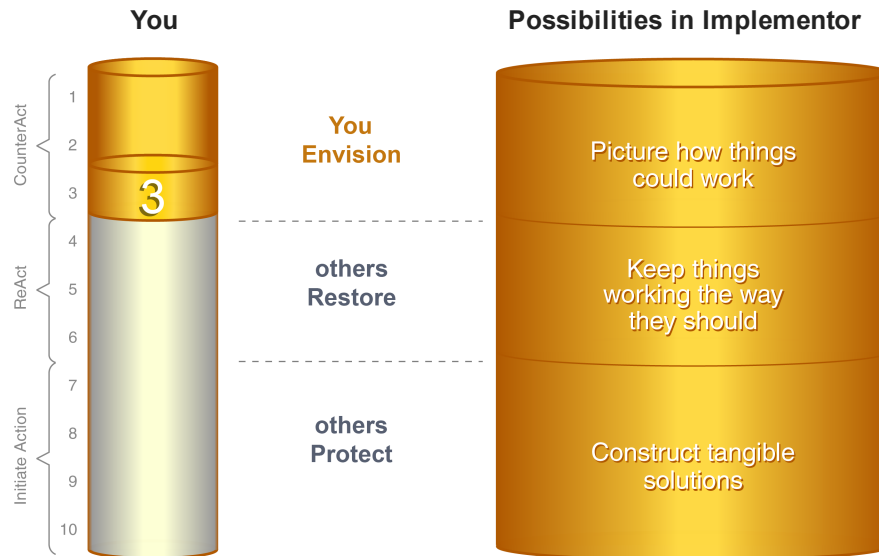 You
Possibilities in Implementor
CounterAct
1
2
3
3
You
Envision
Picture how things
could work
ReAct
4
5
6
others
Restore
Keep things
working the way
they should
Initiate Action
7
8
9
10
others
Protect
Construct tangible
solutions